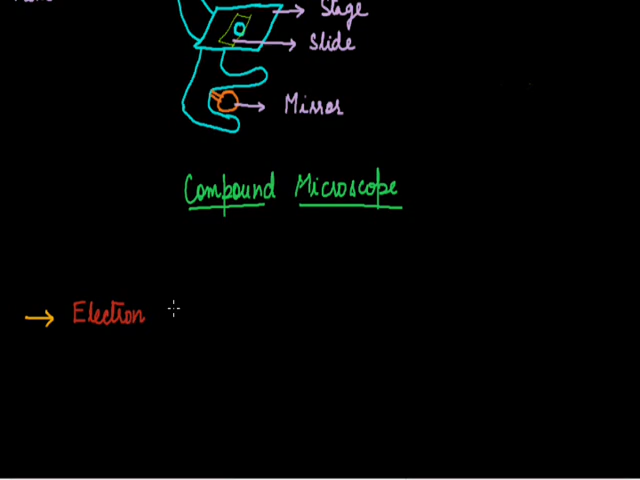 Stage
Slide
Mirror
Compound Microscope
→ Election